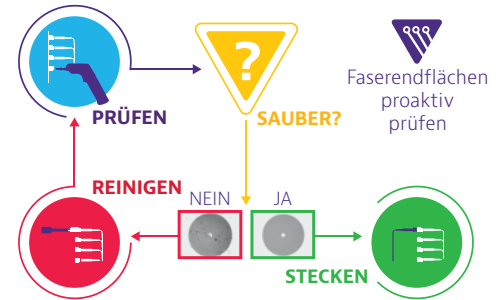 ?
Faserendflächen
proaktiv
prüfen
PRÜFEN
SAUBER?
REINIGEN
NEIN
JA
STECKEN